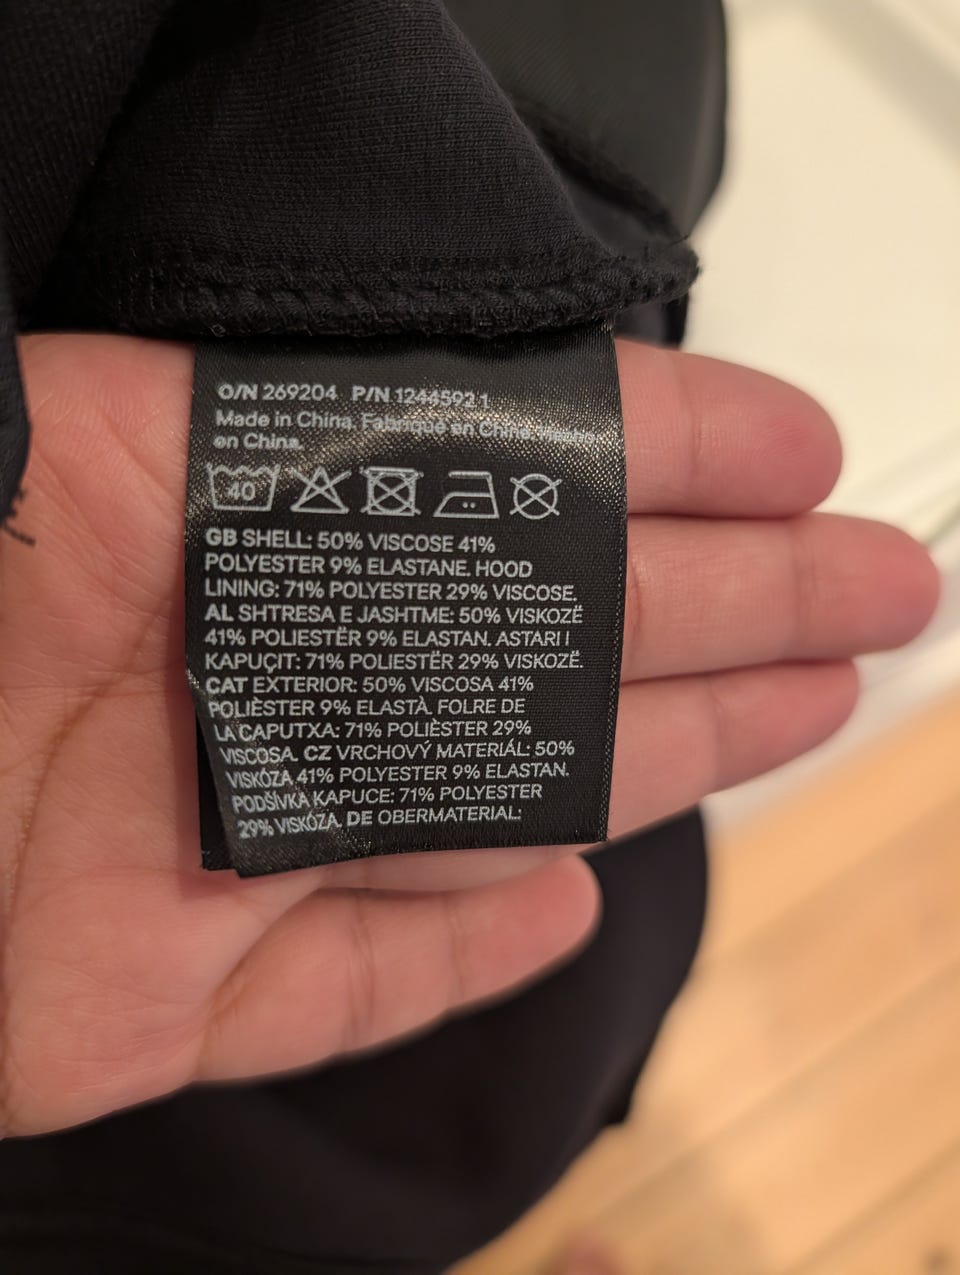 O/N 269204 P/N 12445921
Made in China. Fabriqué en Chine. Hecho
en China.
40
GB SHELL: 50% VISCOSE 41%
POLYESTER 9% ELASTANE. HOOD
LINING: 71% POLYESTER 29% VISCOSE.
AL SHTRESA E JASHTME: 50% VISKOZË
41% POLIESTËR 9% ELASTAN. ASTARI I
KAPUÇIT: 71% POLIESTËR 29% VISKOZË.
CAT EXTERIOR: 50% VISCOSA 41%
POLIÈSTER 9% ELASTÀ. FOLRE DE
LA CAPUTXA: 71% POLIÈSTER 29%
VISCOSA. CZ VRCHOVÝ MATERIÁL: 50%
VISKÓZA 41% POLYESTER 9% ELASTAN.
PODŠÍVKA KAPUCE: 71% POLYESTER
29% VISKÓZA. DE OBERMATERIAL: